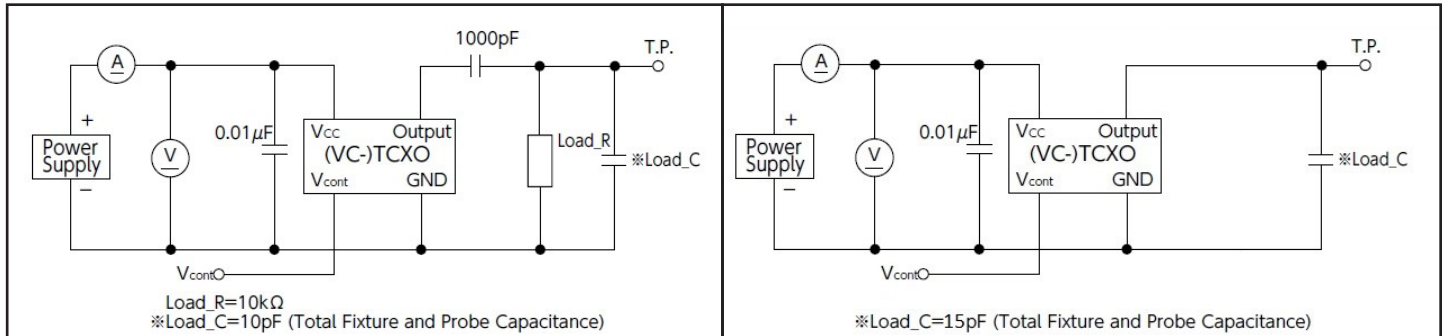 1000pF
T.P.
A
+
Power
Supply
−
V
0.01μF
Vcc Output
(VC-)TCXO
Vcont GND
Load_R
※Load_C
Vcont
Load_R=10kΩ
※Load_C=10pF (Total Fixture and Probe Capacitance)
T.P.
A
+
Power
Supply
−
V
0.01μF
Vcc Output
(VC-)TCXO
Vcont GND
※Load_C
Vcont
※Load_C=15pF (Total Fixture and Probe Capacitance)